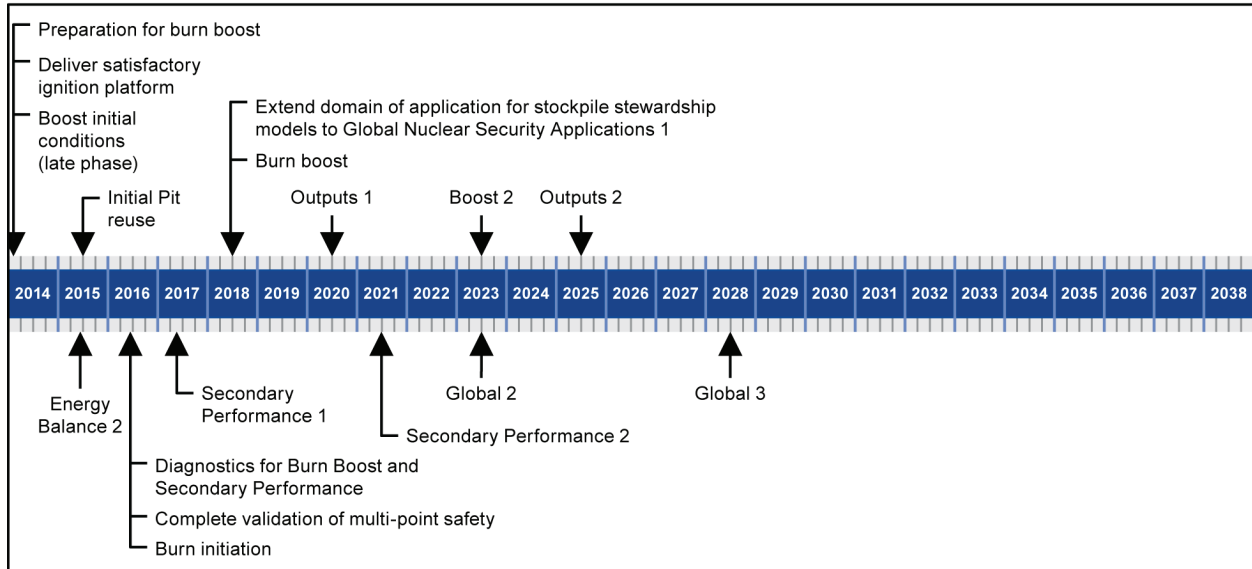 Preparation for burn boost
Deliver satisfactory
ignition platform
Boost initial
conditions
(late phase)
Extend domain of application for stockpile stewardship
models to Global Nuclear Security Applications 1
Burn boost
Initial Pit
reuse
Outputs 1
Boost 2
Outputs 2
2014 2015 2016 2017 2018 2019 2020 2021 2022 2023 2024 2025 2026 2027 2028 2029 2030 2031 2032 2033 2034 2035 2036 2037 2038
Energy
Balance 2
Secondary
Performance 1
Global 2
Global 3
Secondary Performance 2
Diagnostics for Burn Boost and
Secondary Performance
Complete validation of multi-point safety
Burn initiation